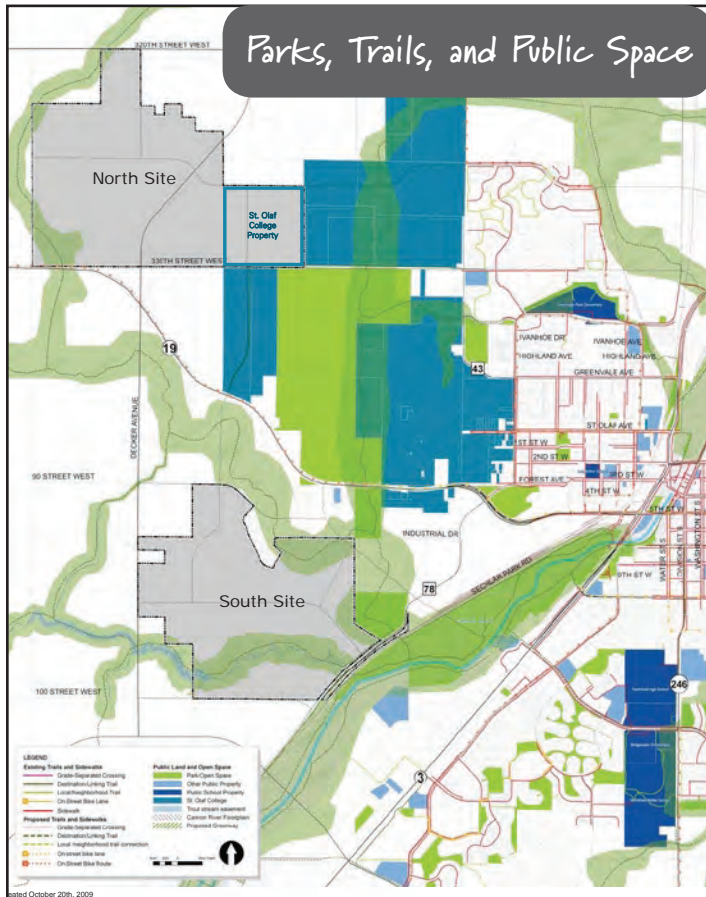 Parks, Trails, and Public Space
320TH STREET WEST
North Site
St. Olaf
College
Property
330TH STREET WEST
19
43
IVANHOE DR
IVANHOE AVE
HIGHLAND AVE
HIGHLAND AVE
GREENVALE AVE
ST OLAF AVE
1ST ST W
2ND ST W
3RD ST W
FOREST AVE
4TH ST W
5TH ST W
DECKER AVENUE
90 STREET WEST
INDUSTRIAL DR
WATER ST S
DIVISION ST S
WASHINGTON ST S
SECHLAR PARK RD
9TH ST W
78
South Site
100 STREET WEST
246
3
LEGEND
Existing Trails and Sidewalks
Grade-Separated Crossing
Destination/Linking Trail
Local/Neighborhood Trail
On-Street Bike Lane
Sidewalk
Proposed Trails and Sidewalks
Grade-Separated Crossing
Destination/Linking Trail
Local neighborhood trail connection
On-street bike lane
On-Street Bike Route
Public Land and Open Space
Park/Open Space
Other Public Property
Public School Property
St. Olaf College
Trout stream easement
Cannon River Floodplain
Proposed Greenway
eated October 20th, 2009